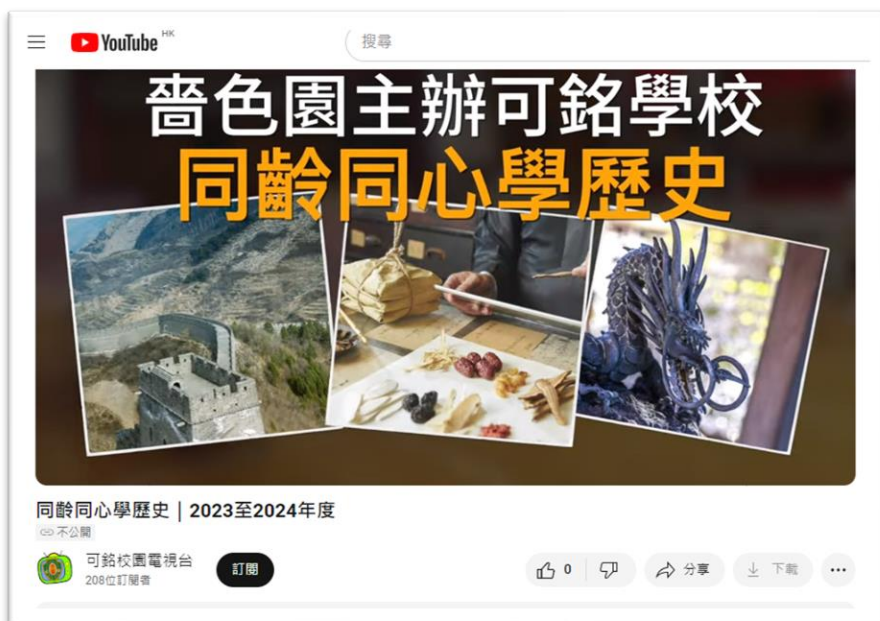 YouTube HK
搜尋
嗇色園主辦可銘學校
同齡同心學歷史
同齡同心學歷史｜2023至2024年度
不公開
可銘校園電視台
訂閱
208位訂閱者
0
分享
下載